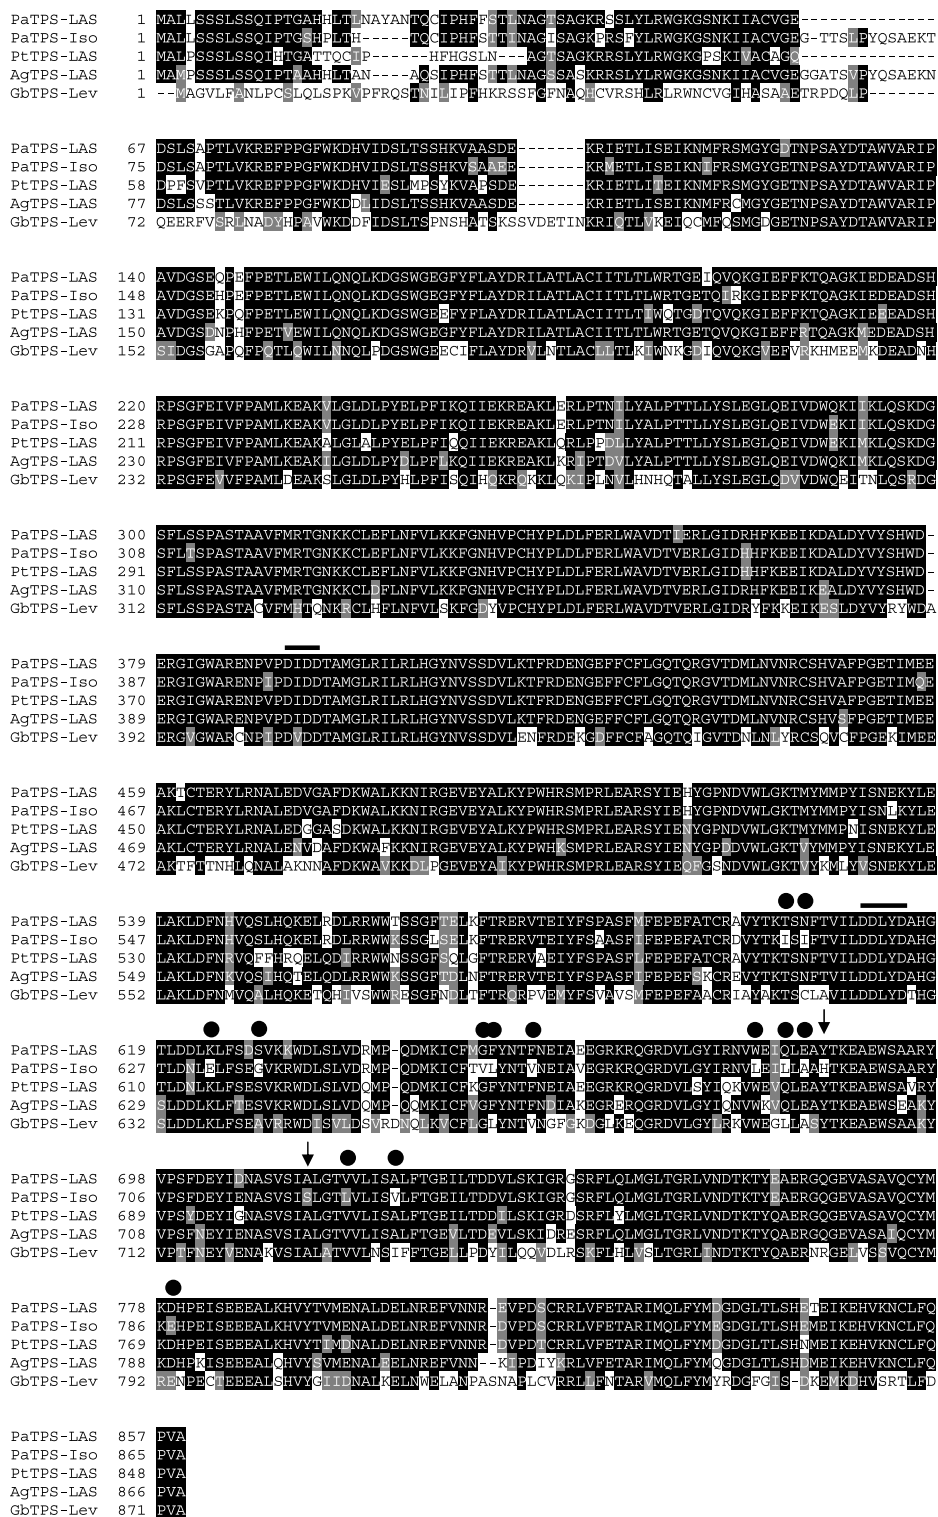 PaTPS-LAS 1 MALLSSSLSSQIPTGAHHLTLNAYANTQCIPHFFSTLNAGTSAGKRSSLYLRWGKGSNKIIACVGE--------------
PaTPS-Iso 1 MALLSSSLSSQIPTGSHPLTH-----TQCIPHFSTTINAGISAGKPRSFYLRWGKGSNKIIACVGEG-TTSLPYQSAEKT
PtTPS-LAS 1 MALPSSSLSSQIHTGATTQCIP-----HFHGSLN---AGTSAGKRRSLYLRWGKGPSKIVACAGQ--------------
AgTPS-LAS 1 MAMPSSSLSSQIPTAAHHLTAN-----AQSIPHFSTTLNAGSSASKRRSLYLRWGKGSNKIIACVGEGGATSVPYQSAEKN
GbTPS-Lev 1 --MAGVLFANLPCSLQLSPKVPFRQSTNILIPFHKRSSFGFNAQHCVRSHLRLRWNCVGIHASAAETRPDQLP-------
PaTPS-LAS 67 DSLSAPTLVKREFPPGFWKDHVIDSLTSSHKVAASDE-------KRIETLISEIKNMFRSMGYGDTNPSAYDTAWVARIP
PaTPS-Iso 75 DSLSAPTLVKREFPPGFWKDHVIDSLTSSHKVSAAEE-------KRMETLISEIKNIFRSMGYGETNPSAYDTAWVARIP
PtTPS-LAS 58 DPFSVPTLVKREFPPGFWKDHVIESLMPSYKVAPSDE-------KRIETLITEIKNMFRSMGYGETNPSAYDTAWVARIP
AgTPS-LAS 77 DSLSSSTLVKREFPPGFWKDDLIDSLTSSHKVAASDE-------KRIETLISEIKNMFRCMGYGETNPSAYDTAWVARIP
GbTPS-Lev 72 QEERFVSRLNADYHPAVWKDDFIDSLTSPNSHATSKSSVDETINKRIQTLVKEIQCMFQSMGDGETNPSAYDTAWVARIP
PaTPS-LAS 140 AVDGSEQPEFPETLEWILQNQLKDGSWGEGFYFLAYDRILATLACIITLTLWRTGEIQVQKGIEFFKTQAGKIEDEADSH
PaTPS-Iso 148 AVDGSEHPEFPETLEWILQNQLKDGSWGEGFYFLAYDRILATLACIITLTLWRTGETQIRKGIEFFKTQAGKIEDEADSH
PtTPS-LAS 131 AVDGSEKPQFPETLEWILQNQLKDGSWGEEFYFLAYDRILATLACIITLTIWQTGDTQVQKGIEFFKTQAGKIEEEADSH
AgTPS-LAS 150 AVDGSDNPHFPETVEWILQNQLKDGSWGEGFYFLAYDRILATLACIITLTLWRTGETQVQKGIEFFRTQAGKMEDEADSH
GbTPS-Lev 152 SIDGSGAPQFPQTLQWILNNQLPDGSWGEECIFLAYDRVLNTLACLLTLKIWNKGDIQVQKGVEFVRKHMEEMKDEADNH
PaTPS-LAS 220 RPSGFEIVFPAMLKEAKVLGLDLPYELPFIKQIIEKREAKLERLPTNILYALPTTLLYSLEGLQEIVDWQKIIKLQSKDG
PaTPS-Iso 228 RPSGFEIVFPAMLKEAKVLGLDLPYELPFIKQIIEKREAKLERLPTNILYALPTTLLYSLEGLQEIVDWEKIIKLQSKDG
PtTPS-LAS 211 RPSGFEIVFPAMLKEAKALGLALPYELPFIQQIIEKREAKLQRLPPDLLYALPTTLLYSLEGLQEIVDWQKIMKLQSKDG
AgTPS-LAS 230 RPSGFEIVFPAMLKEAKILGLDLPYDLPFLKQIIEKREAKLKRIPTDVLYALPTTLLYSLEGLQEIVDWQKIMKLQSKDG
GbTPS-Lev 232 RPSGFEVVFPAMLDEAKSLGLDLPYHLPFISQIHQKRQKKLQKIPLNVLHNHQTALLYSLEGLQDVVDWQEITNLQSRDG
PaTPS-LAS 300 SFLSSPASTAAVFMRTGNKKCLEFLNFVLKKFGNHVPCHYPLDLFERLWAVDTIERLGIDRHFKEEIKDALDYVYSHWD-
PaTPS-Iso 308 SFLTSPASTAAVFMRTGNKKCLEFLNFVLKKFGNHVPCHYPLDLFERLWAVDTVERLGIDHHFKEEIKDALDYVYSHWD-
PtTPS-LAS 291 SFLSSPASTAAVFMRTGNKKCLEFLNFVLKKFGNHVPCHYPLDLFERLWAVDTVERLGIDHHFKEEIKDALDYVYSHWD-
AgTPS-LAS 310 SFLSSPASTAAVFMRTGNKKCLDFLNFVLKKFGNHVPCHYPLDLFERLWAVDTVERLGIDRHFKEEIKEALDYVYSHWD-
GbTPS-Lev 312 SFLSSPASTACVFMHTQNKRCLHFLNFVLSKFGDYVPCHYPLDLFERLWAVDTVERLGIDRYFKKEIKESLDYVYRYWDA
PaTPS-LAS 379 ERGIGWARENPVPDIDDTAMGLRILRLHGYNVSSDVLKTFRDENGEFFCFLGQTQRGVTDMLNVNRCSHVAFPGETIMEE
PaTPS-Iso 387 ERGIGWARENPIPDIDDTAMGLRILRLHGYNVSSDVLKTFRDENGEFFCFLGQTQRGVTDMLNVNRCSHVAFPGETIMQE
PtTPS-LAS 370 ERGIGWARENPVPDIDDTAMGLRILRLHGYNVSSDVLKTFRDENGEFFCFLGQTQRGVTDMLNVNRCSHVAFPGETIMEE
AgTPS-LAS 389 ERGIGWARENPVPDIDDTAMGLRILRLHGYNVSSDVLKTFRDENGEFFCFLGQTQRGVTDMLNVNRCSHVSFPGETIMEE
GbTPS-Lev 392 ERGVGWARCNPIPDVDDTAMGLRILRLHGYNVSSDVLENFRDEKGDFFCFAGQTQIGVTDNLNLYRCSQVCFPGEKIMEE
PaTPS-LAS 459 AKTCTERYLRNALEDVGAFDKWALKKNIRGEVEYALKYPWHRSMPRLEARSYIEHYGPNDVWLGKTMYMMPYISNEKYLE
PaTPS-Iso 467 AKLCTERYLRNALEDVGAFDKWALKKNIRGEVEYALKYPWHRSMPRLEARSYIEHYGPNDVWLGKTMYMMPYISNLKYLE
PtTPS-LAS 450 AKLCTERYLRNALEDGGASDKWALKKNIRGEVEYALKYPWHRSMPRLEARSYIENYGPNDVWLGKTMYMMPNISNEKYLE
AgTPS-LAS 469 AKLCTERYLRNALENVDAFDKWAFKKNIRGEVEYALKYPWHKSMPRLEARSYIENYGPDDVWLGKTVYMMPYISNEKYLE
GbTPS-Lev 472 AKTFTTNHLQNALAKNNAFDKWAVKKDLPGEVEYAIKYPWHRSMPRLEARSYIEQFGSNDVWLGKTVYKMLYVSNEKYLE
PaTPS-LAS 539 LAKLDFNHVQSLHQKELRDLRRWWTSSGFTELKFTRERVTEIYFSPASFMFEPEFATCRAVYTKTSNFTVILDDLYDAHG
PaTPS-Iso 547 LAKLDFNHVQSLHQKELRDLRRWWKSSGLSELKFTRERVTEIYFSAASFIFEPEFATCRDVYTKISIFTVILDDLYDAHG
PtTPS-LAS 530 LAKLDFNRVQFFHRQELQDIRRWWNSSGFSQLGFTRERVAEIYFSPASFLFEPEFATCRAVYTKTSNFTVILDDLYDAHG
AgTPS-LAS 549 LAKLDFNKVQSIHQTELQDLRRWWKSSGFTDLNFTRERVTEIYFSPASFIFEPEFSKCREVYTKTSNFTVILDDLYDAHG
GbTPS-Lev 552 LAKLDFNMVQALHQKETQHIVSWWRESGFNDLTFTRQRPVEMYFSVAVSMFEPEFAACRIAYAKTSCLAVILDDLYDTHG
PaTPS-LAS 619 TLDDLKLFSDSVKKWDLSLVDRMP-QDMKICFMGFYNTFNEIAEEGRKRQGRDVLGYIRNVWEIQLEAYTKEAEWSAARY
PaTPS-Iso 627 TLDNLELFSEGVKRWDLSLVDRMP-QDMKICFTVLYNTVNEIAVEGRKRQGRDVLGYIRNVLEILLAAHTKEAEWSAARY
PtTPS-LAS 610 TLDNLKLFSESVKRWDLSLVDQMP-QDMKICFKGFYNTFNEIAEEGRKRQGRDVLSYIQKVWEVQLEAYTKEAEWSAVRY
AgTPS-LAS 629 SLDDLKLFTESVKRWDLSLVDQMP-QQMKICFVGFYNTFNDIAKEGRERQGRDVLGYIQNVWKVQLEAYTKEAEWSEAKY
GbTPS-Lev 632 SLDDLKLFSEAVRRWDISVLDSVRDNQLKVCFLGLYNTVNGFGKDGLKEQGRDVLGYLRKVWEGLLASYTKEAEWSAAKY
PaTPS-LAS 698 VPSFDEYIDNASVSIALGTVVLISALFTGEILTDDVLSKIGRGSRFLQLMGLTGRLVNDTKTYEAERGQGEVASAVQCYM
PaTPS-Iso 706 VPSFDEYIENASVSISLGTLVLISVLFTGEILTDDVLSKIGRGSRFLQLMGLTGRLVNDTKTYEAERGQGEVASAVQCYM
PtTPS-LAS 689 VPSYDEYIGNASVSIALGTVVLISALFTGEILTDDILSKIGRDSRFLYLMGLTGRLVNDTKTYQAERGQGEVASAVQCYM
AgTPS-LAS 708 VPSFNEYIENASVSIALGTVVLISALFTGEVLTDEVLSKIDRESRFLQLMGLTGRLVNDTKTYQAERGQGEVASAIQCYM
GbTPS-Lev 712 VPTFNEYVENAKVSIALATVVLNSIFFTGELLPDYILQQVDLRSKFLHLVSLTGRLINDTKTYQAERNRGELVSSVQCYM
PaTPS-LAS 778 KDHPEISEEEALKHVYTVMENALDELNREFVNNR-EVPDSCRRLVFETARIMQLFYMDGDGLTLSHETEIKEHVKNCLFQ
PaTPS-Iso 786 KEHPEISEEEALKHVYTVMENALDELNREFVNNR-DVPDSCRRLVFETARIMQLFYMEGDGLTLSHEMEIKEHVKNCLFQ
PtTPS-LAS 769 KDHPEISEEEALKHVYTLMDNALDELNREFVNNR-DVPDTCRRLVFETARIMQLFYMDGDGLTLSHNMEIKEHVKNCLFQ
AgTPS-LAS 788 KDHPKISEEEALQHVYSVMENALEELNREFVNN--KIPDIYKRLVFETARIMQLFYMQGDGLTLSHDMEIKEHVKNCLFQ
GbTPS-Lev 792 RENPECTEEEALSHVYGIIDNALKELNWELANPASNAPLCVRRLLFNTARVMQLFYMYRDGFGIS-DKEMKDHVSRTLFD
PaTPS-LAS 857 PVA
PaTPS-Iso 865 PVA
PtTPS-LAS 848 PVA
AgTPS-LAS 866 PVA
GbTPS-Lev 871 PVA